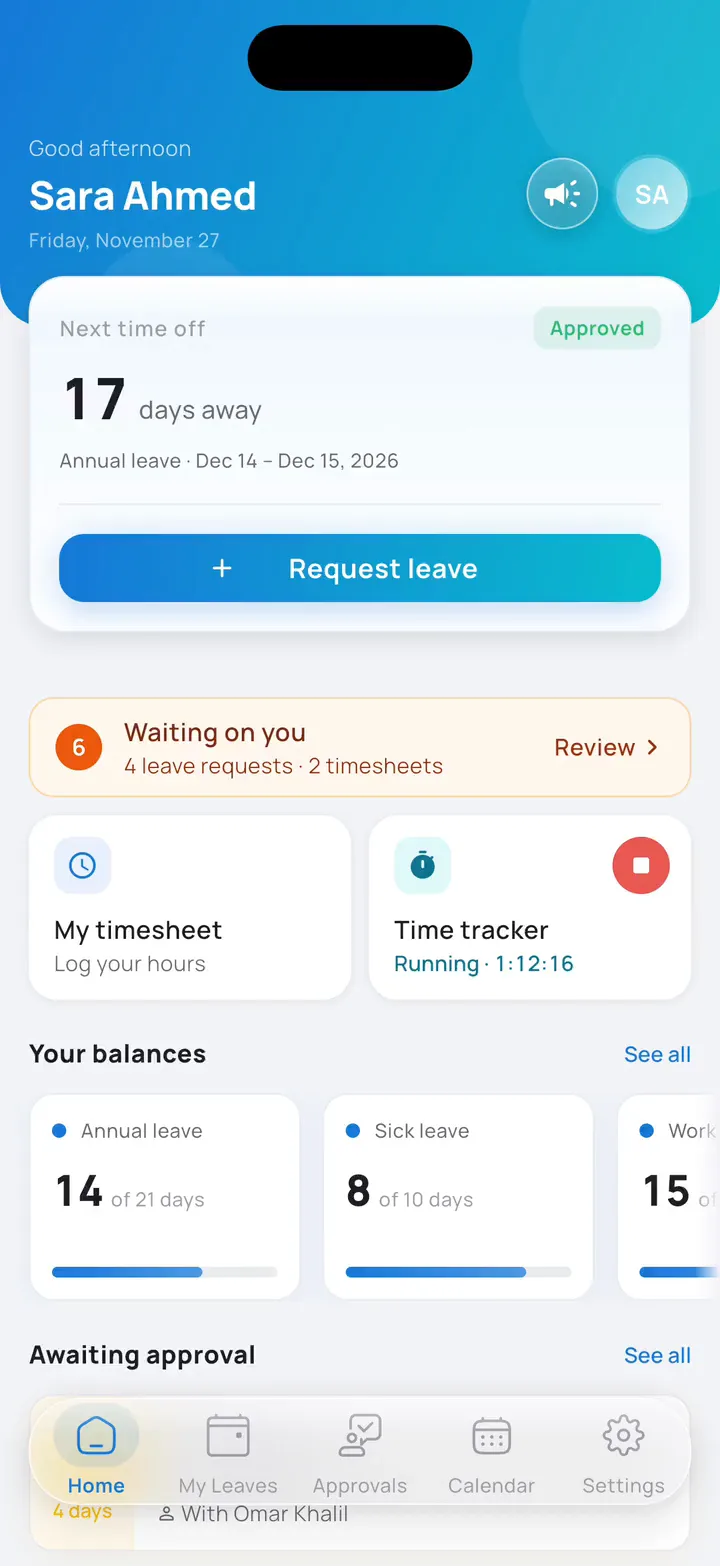 Good afternoon
Sara Ahmed
Friday, November 27
SA
Next time off
Approved
17 days away
Annual leave · Dec 14 – Dec 15, 2026
+ Request leave
6
Waiting on you
4 leave requests · 2 timesheets
Review
My timesheet
Log your hours
Time tracker
Running · 1:12:16
Your balances
See all
Annual leave
14 of 21 days
Sick leave
8 of 10 days
Work
15 of
Awaiting approval
See all
Home
My Leaves
Approvals
Calendar
Settings
4 days
With Omar Khalil